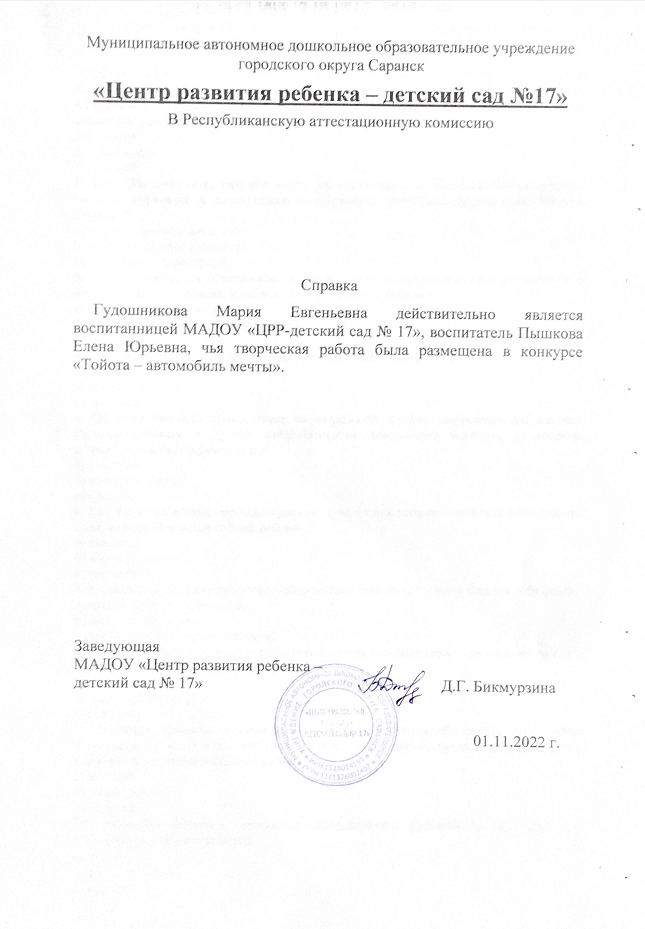 Муниципальное автономное дошкольное образовательное учреждение
городского округа Саранск
«Центр развития ребенка – детский сад №17»
В Республиканскую аттестационную комиссию
Справка
Гудошникова Мария Евгеньевна действительно является
воспитанницей МАДОУ «ЦРР-детский сад № 17», воспитатель Пышкова
Елена Юрьевна, чья творческая работа была размещена в конкурсе
«Тойота – автомобиль мечты».
Заведующая
МАДОУ «Центр развития ребенка –
детский сад № 17»
Д.Г. Бикмурзина
01.11.2022 г.